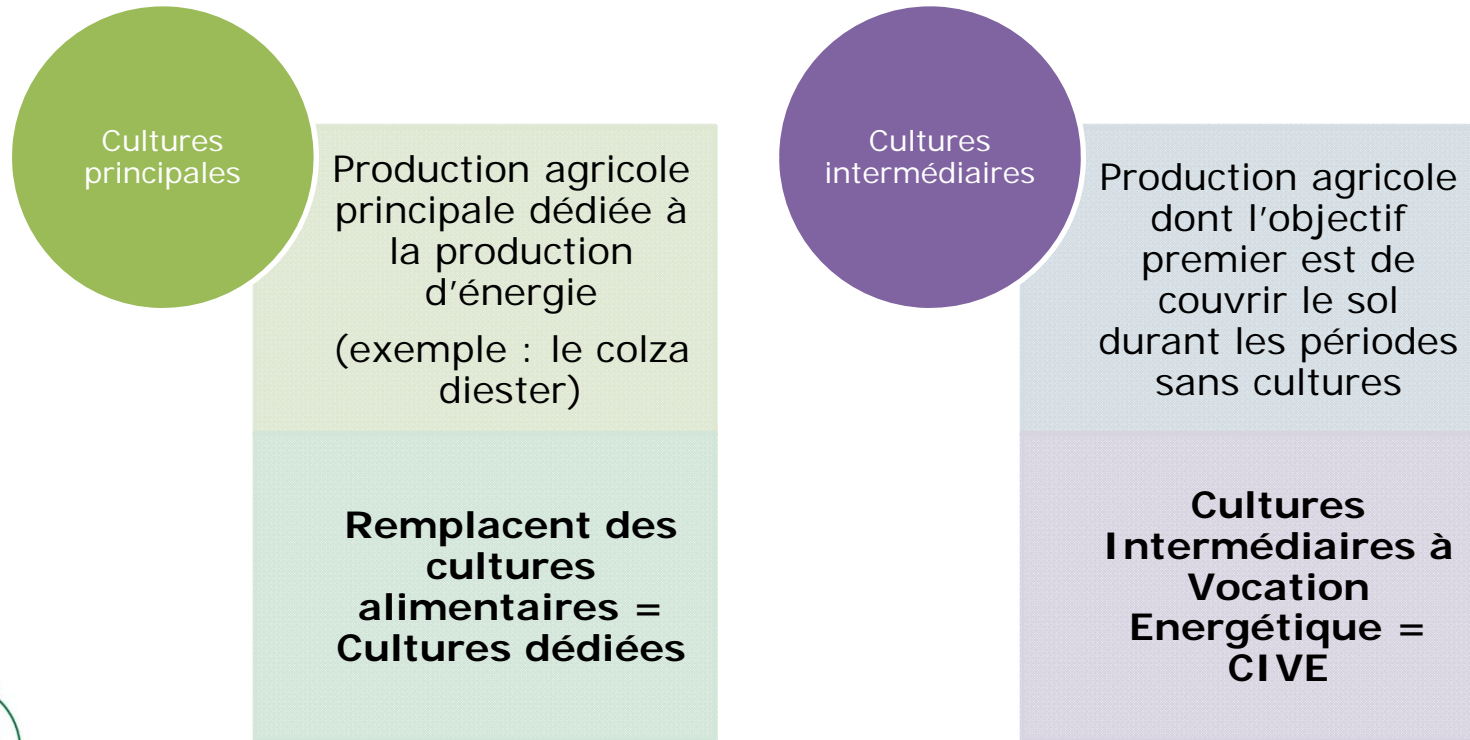 Cultures
principales
Production agricole
principale dédiée à
la production
d'énergie
(exemple : le colza
diester)
Remplacent des
cultures
alimentaires =
Cultures dédiées
Cultures
intermédiaires
Production agricole
dont l'objectif
premier est de
couvrir le sol
durant les périodes
sans cultures
Cultures
Intermédiaires à
Vocation
Energétique =
CIVE